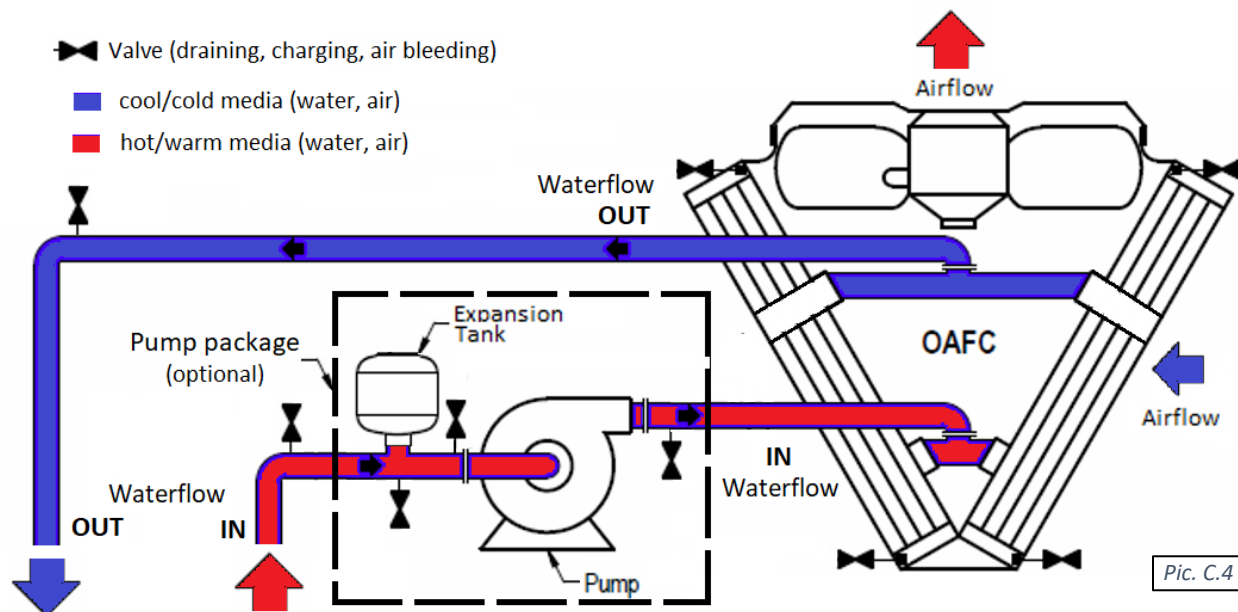 Valve (draining, charging, air bleeding)
cool/cold media (water, air)
hot/warm media (water, air)
Airflow
Waterflow
OUT
Expansion
Tank
Pump package
(optional)
OAFC
Airflow
IN
Waterflow
Waterflow
IN
OUT
Pump
Pic. C.4